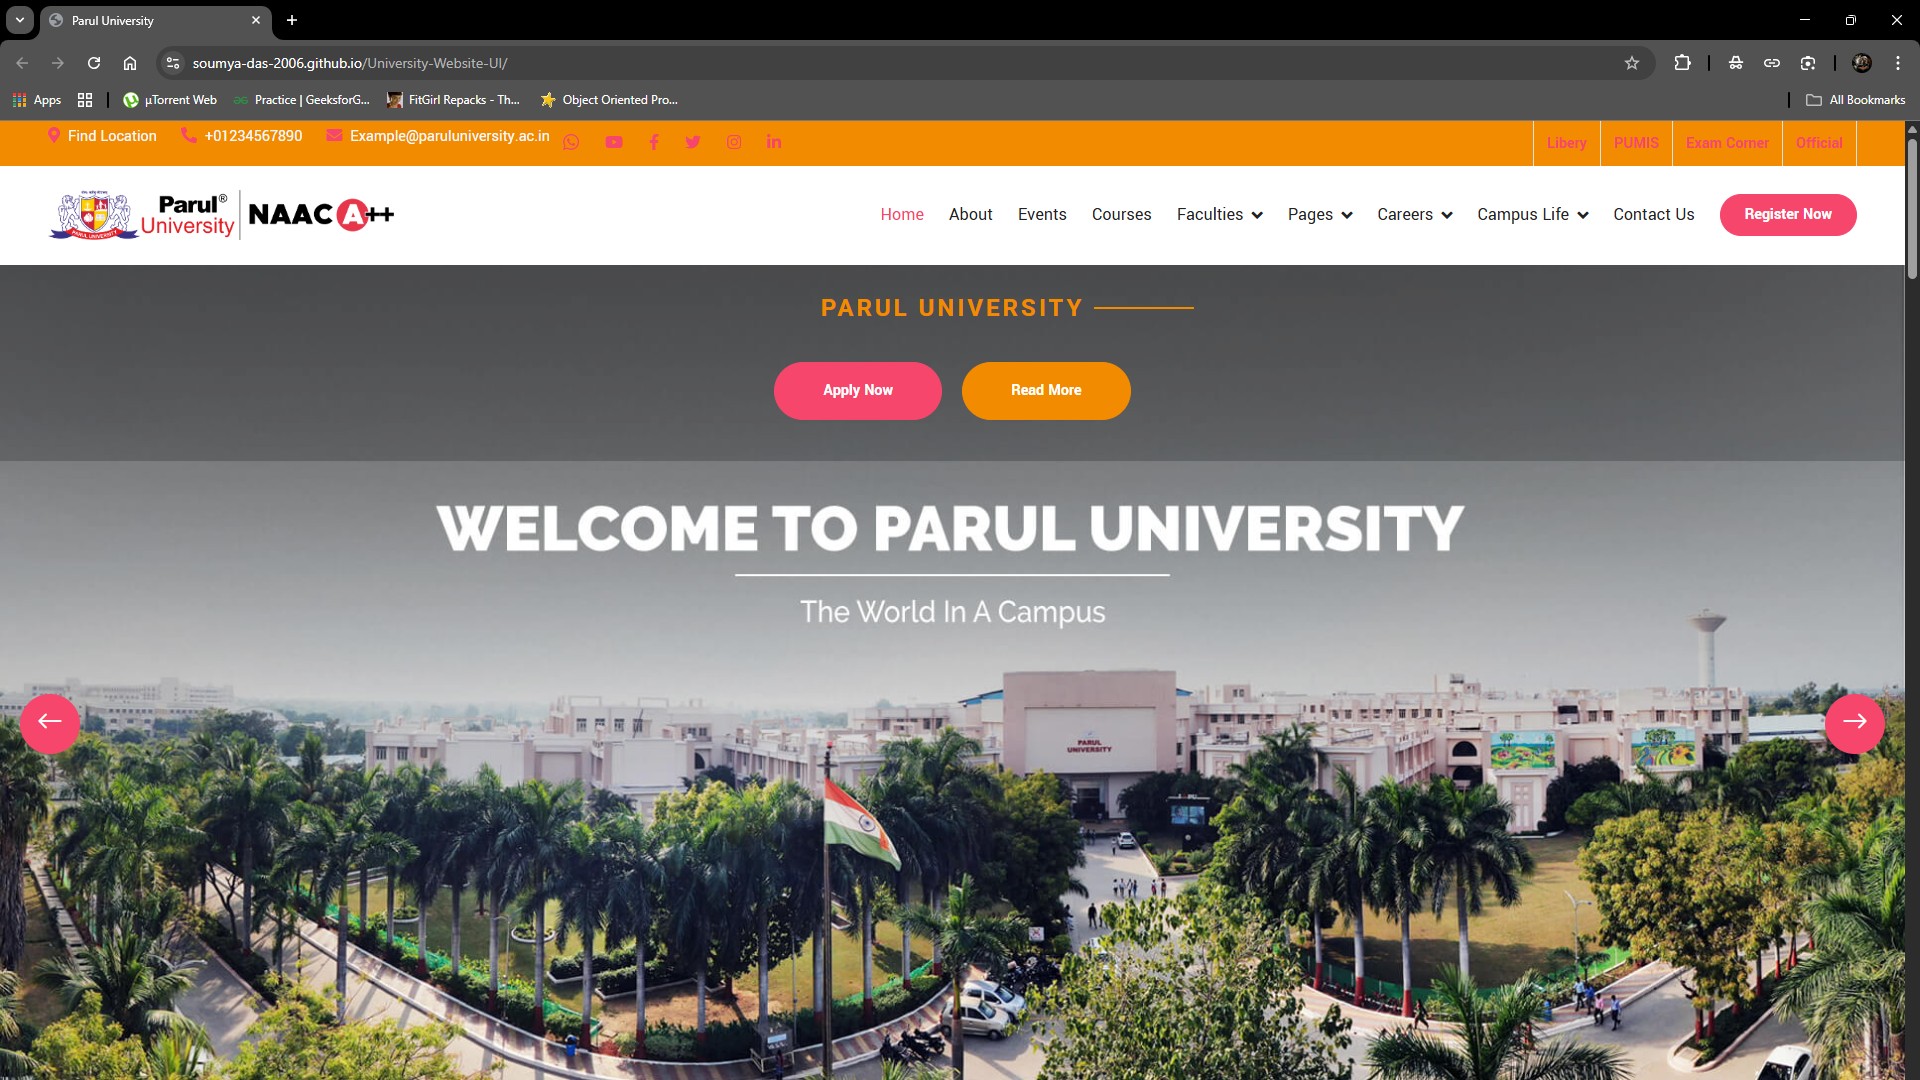 Parul University
soumya-das-2006.github.io/University-Website-UI/
Apps
µTorrent Web
Practice | GeeksforG...
FitGirl Repacks - Th...
Object Oriented Pro...
All Bookmarks
Find Location
+01234567890
Example@paruluniversity.ac.in
Libery
PUMIS
Exam Corner
Official
PARUL UNIVERSITY
Parul®
University
NAAC A++
Home
About
Events
Courses
Faculties
Pages
Careers
Campus Life
Contact Us
Register Now
PARUL UNIVERSITY
Apply Now
Read More
WELCOME TO PARUL UNIVERSITY
The World In A Campus
PARUL
UNIVERSITY